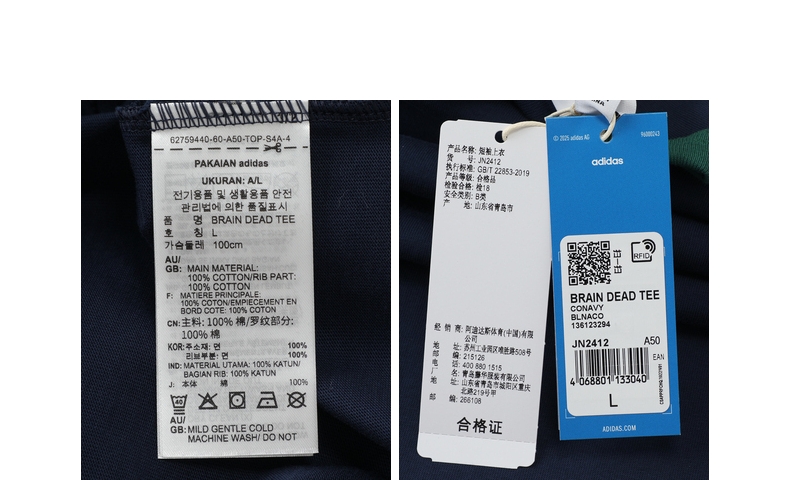 62759440-60-A50-TOP-S4A-4
PAKAIAN adidas
UKURAN: A/L
전기용품 및 생활용품 안전
관리법에 의한 품질표시
품 명 BRAIN DEAD TEE
호 칭 L
가슴둘레 100cm
AU/
GB: MAIN MATERIAL:
100% COTTON/RIB PART:
100% COTTON
F: MATIERE PRINCIPALE:
100% COTON/EMPIECEMENT EN
BORD COTE: 100% COTON
CN: 主料: 100% 棉/罗纹部分:
100% 棉
KOR: 주소재: 면 100%
리브부분: 면 100%
IND: MATERIAL UTAMA: 100% KATUN/
BAGIAN RIB: 100% KATUN
J: 本体 綿 100%
40
AU/
GB: MILD GENTLE COLD
MACHINE WASH/ DO NOT
产品名称: 短袖上衣
货 号: JN2412
执行标准: GB/T 22853-2019
产品等级: 合格品
检验合格: 检18
安全类别: B类
产 地: 山东省青岛市
经 销 商: 阿迪达斯体育(中国)有限
公司
地 址: 苏州工业园区唯胜路508号
邮 编: 215126
电 话: 400 880 1515
厂 名: 青岛藤华服装有限公司
地 址: 山东省青岛市城阳区重庆
北路219号甲
邮 编: 266108
合格证
© 2025 adidas AG
96000243
adidas
RFID
BRAIN DEAD TEE
CONAVY
BLNACO
136123294
JN2412 A50
EAN
4 068801 133040
L
ADIDAS.COM